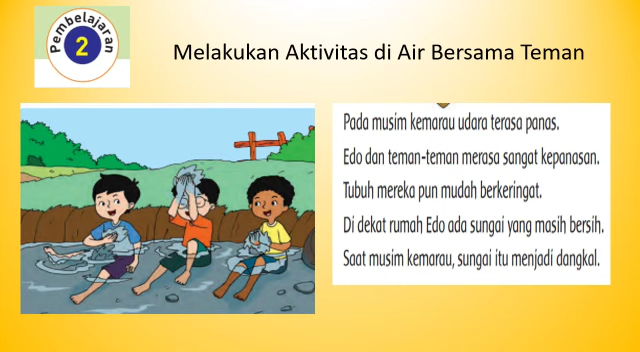 Pembelajaran
2
Melakukan Aktivitas di Air Bersama Teman
Pada musim kemarau udara terasa panas.
Edo dan teman-teman merasa sangat kepanasan.
Tubuh mereka pun mudah berkeringat.
Di dekat rumah Edo ada sungai yang masih bersih.
Saat musim kemarau, sungai itu menjadi dangkal.